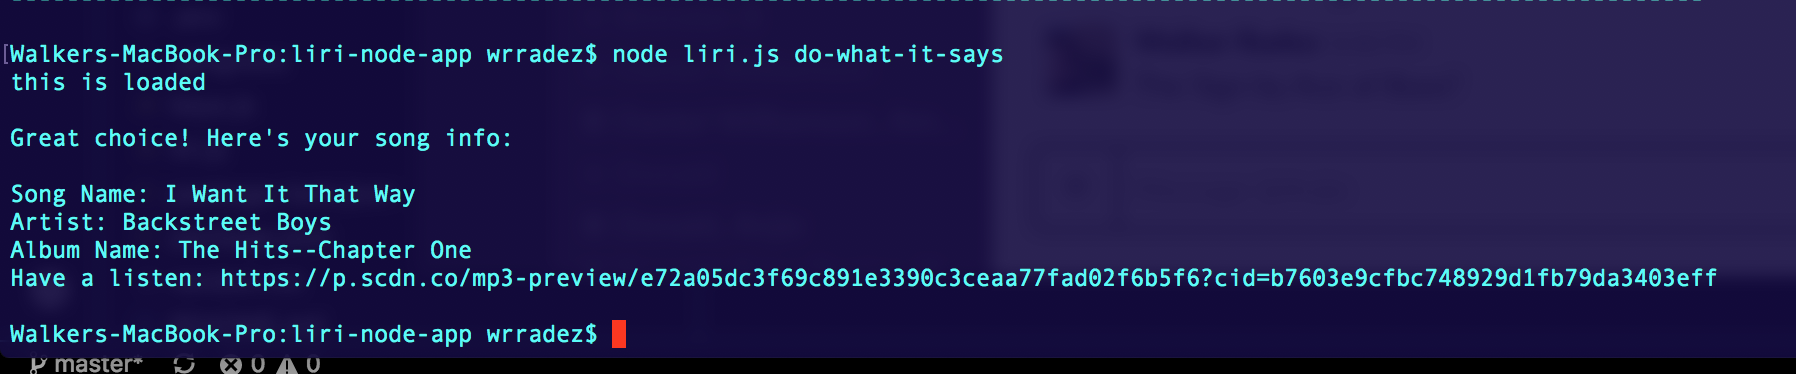 Walkers-MacBook-Pro:liri-node-app wrradez$ node liri.js do-what-it-says
this is loaded
Great choice! Here's your song info:
Song Name: I Want It That Way
Artist: Backstreet Boys
Album Name: The Hits--Chapter One
Have a listen: https://p.scdn.co/mp3-preview/e72a05dc3f69c891e3390c3ceaa77fad02f6b5f6?cid=b7603e9cfbc748929d1fb79da3403eff
Walkers-MacBook-Pro:liri-node-app wrradez$
master* 0 0